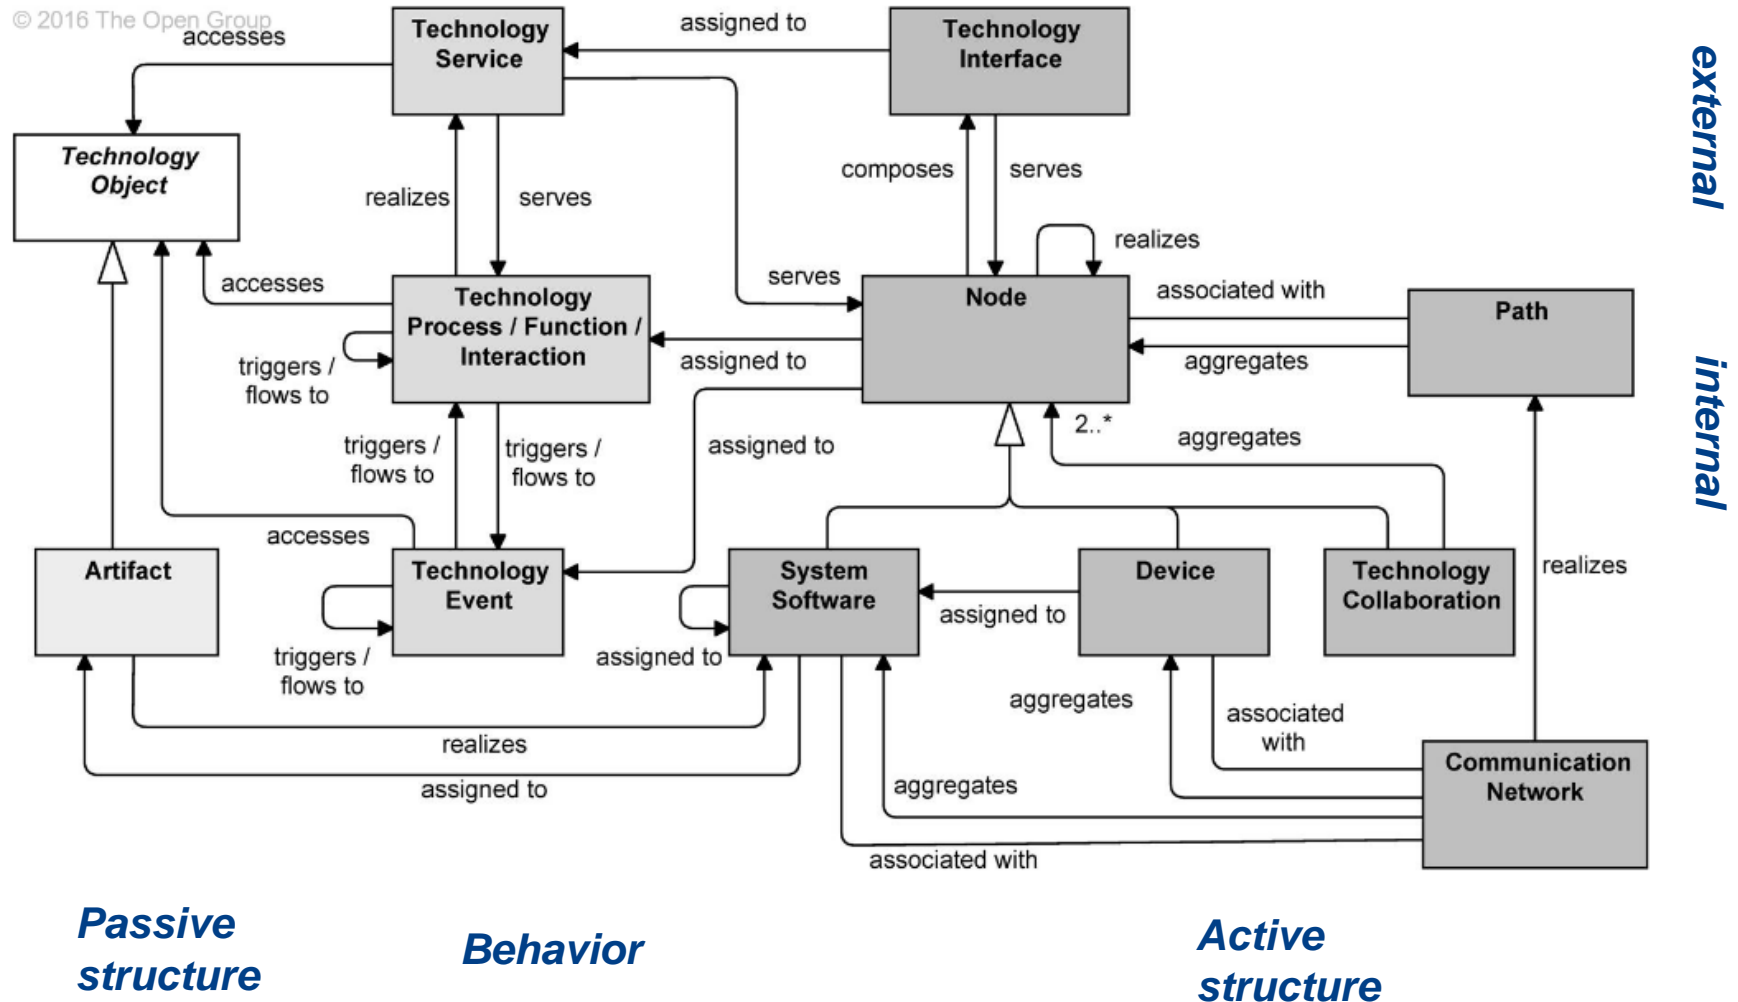 © 2016 The Open Group
accesses
Technology
Service
assigned to
Technology
Interface
external
Technology
Object
realizes
serves
composes
serves
realizes
accesses
Technology
Process / Function /
Interaction
serves
Node
associated with
Path
triggers /
flows to
assigned to
aggregates
internal
triggers /
flows to
triggers /
flows to
assigned to
2..*
aggregates
accesses
Artifact
Technology
Event
System
Software
Device
Technology
Collaboration
realizes
assigned to
triggers /
flows to
assigned to
aggregates
associated
with
realizes
assigned to
aggregates
Communication
Network
associated with
Passive
structure
Behavior
Active
structure